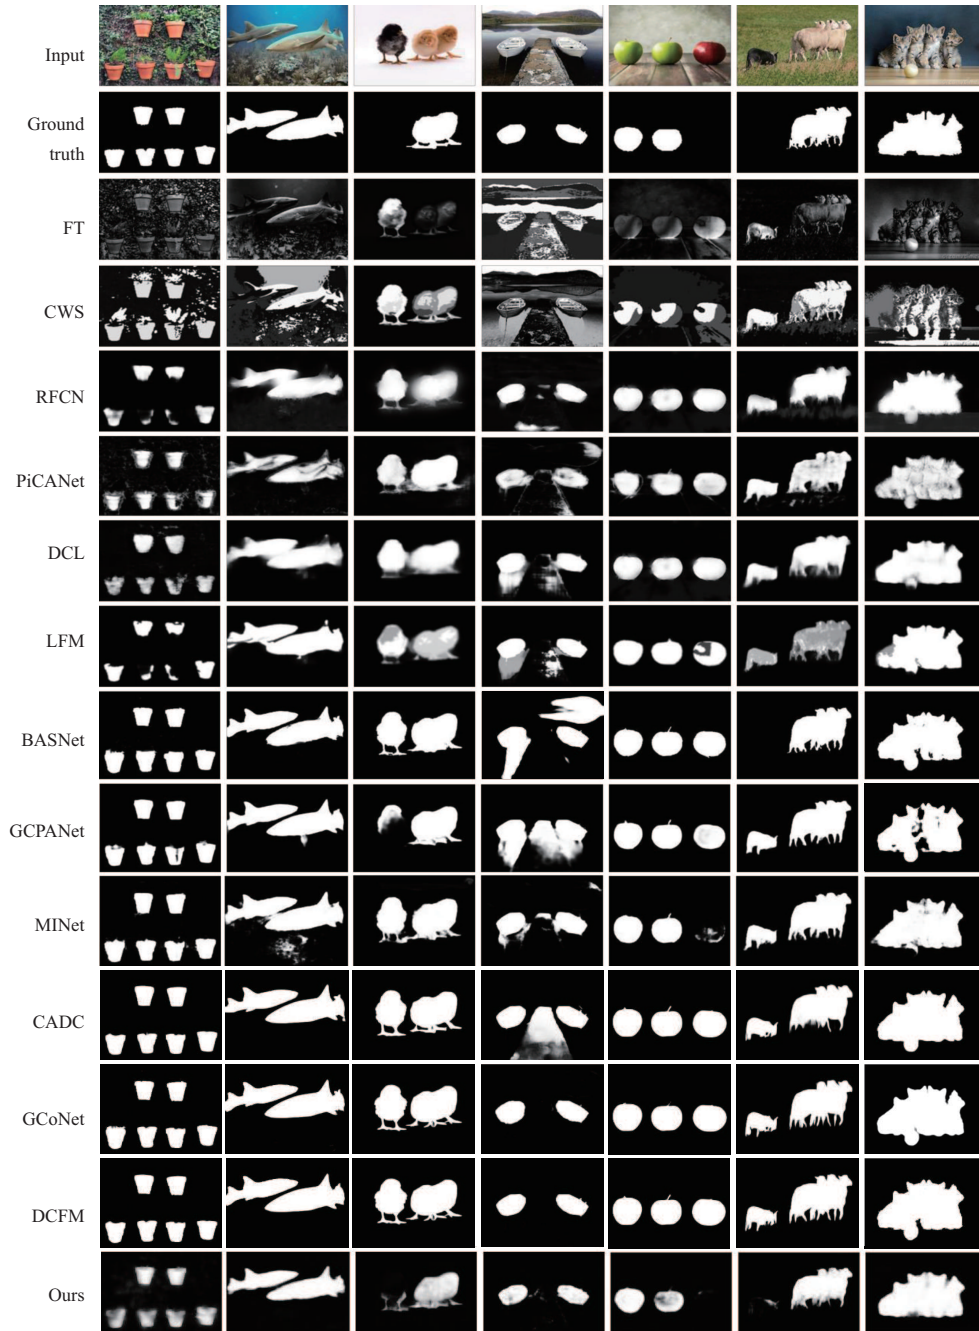 Input
Ground
truth
FT
CWS
RFCN
PiCANet
DCL
LFM
BASNet
GCPANet
MINet
CADC
GCoNet
DCFM
Ours